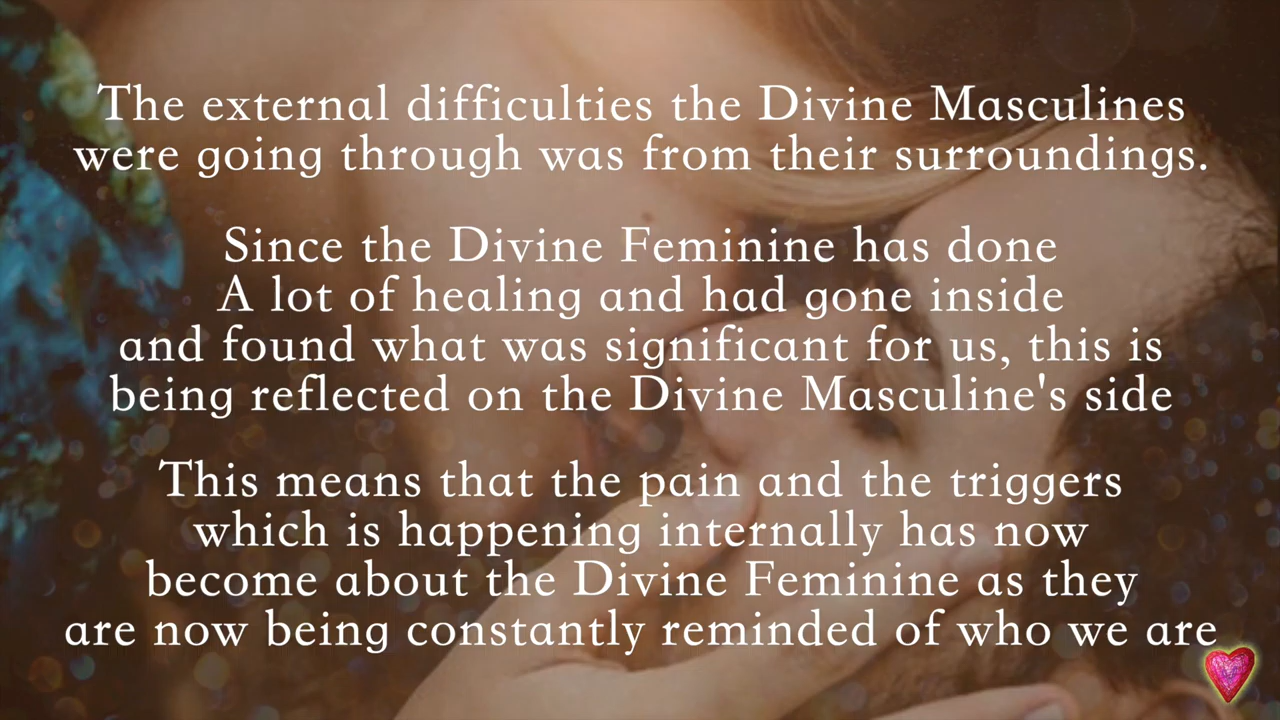 The external difficulties the Divine Masculines
were going through was from their surroundings.
Since the Divine Feminine has done
A lot of healing and had gone inside
and found what was significant for us, this is
being reflected on the Divine Masculine's side
This means that the pain and the triggers
which is happening internally has now
become about the Divine Feminine as they
are now being constantly reminded of who we are